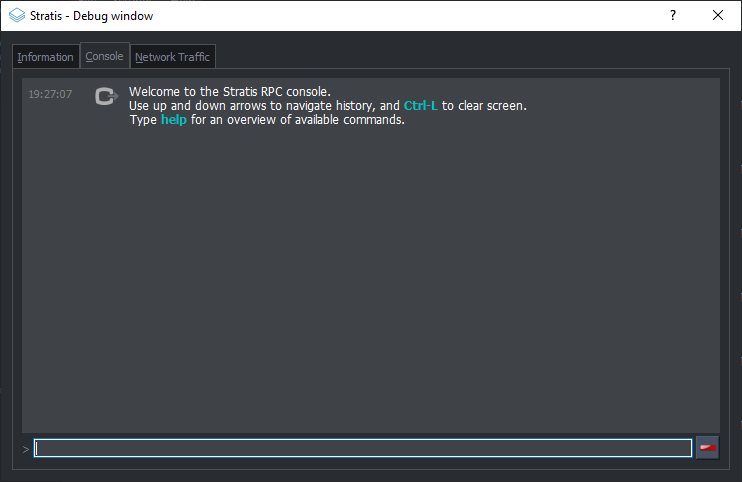 Stratis - Debug window
Information Console Network Traffic
19:27:07 Welcome to the Stratis RPC console.
Use up and down arrows to navigate history, and Ctrl-L to clear screen.
Type help for an overview of available commands.
>